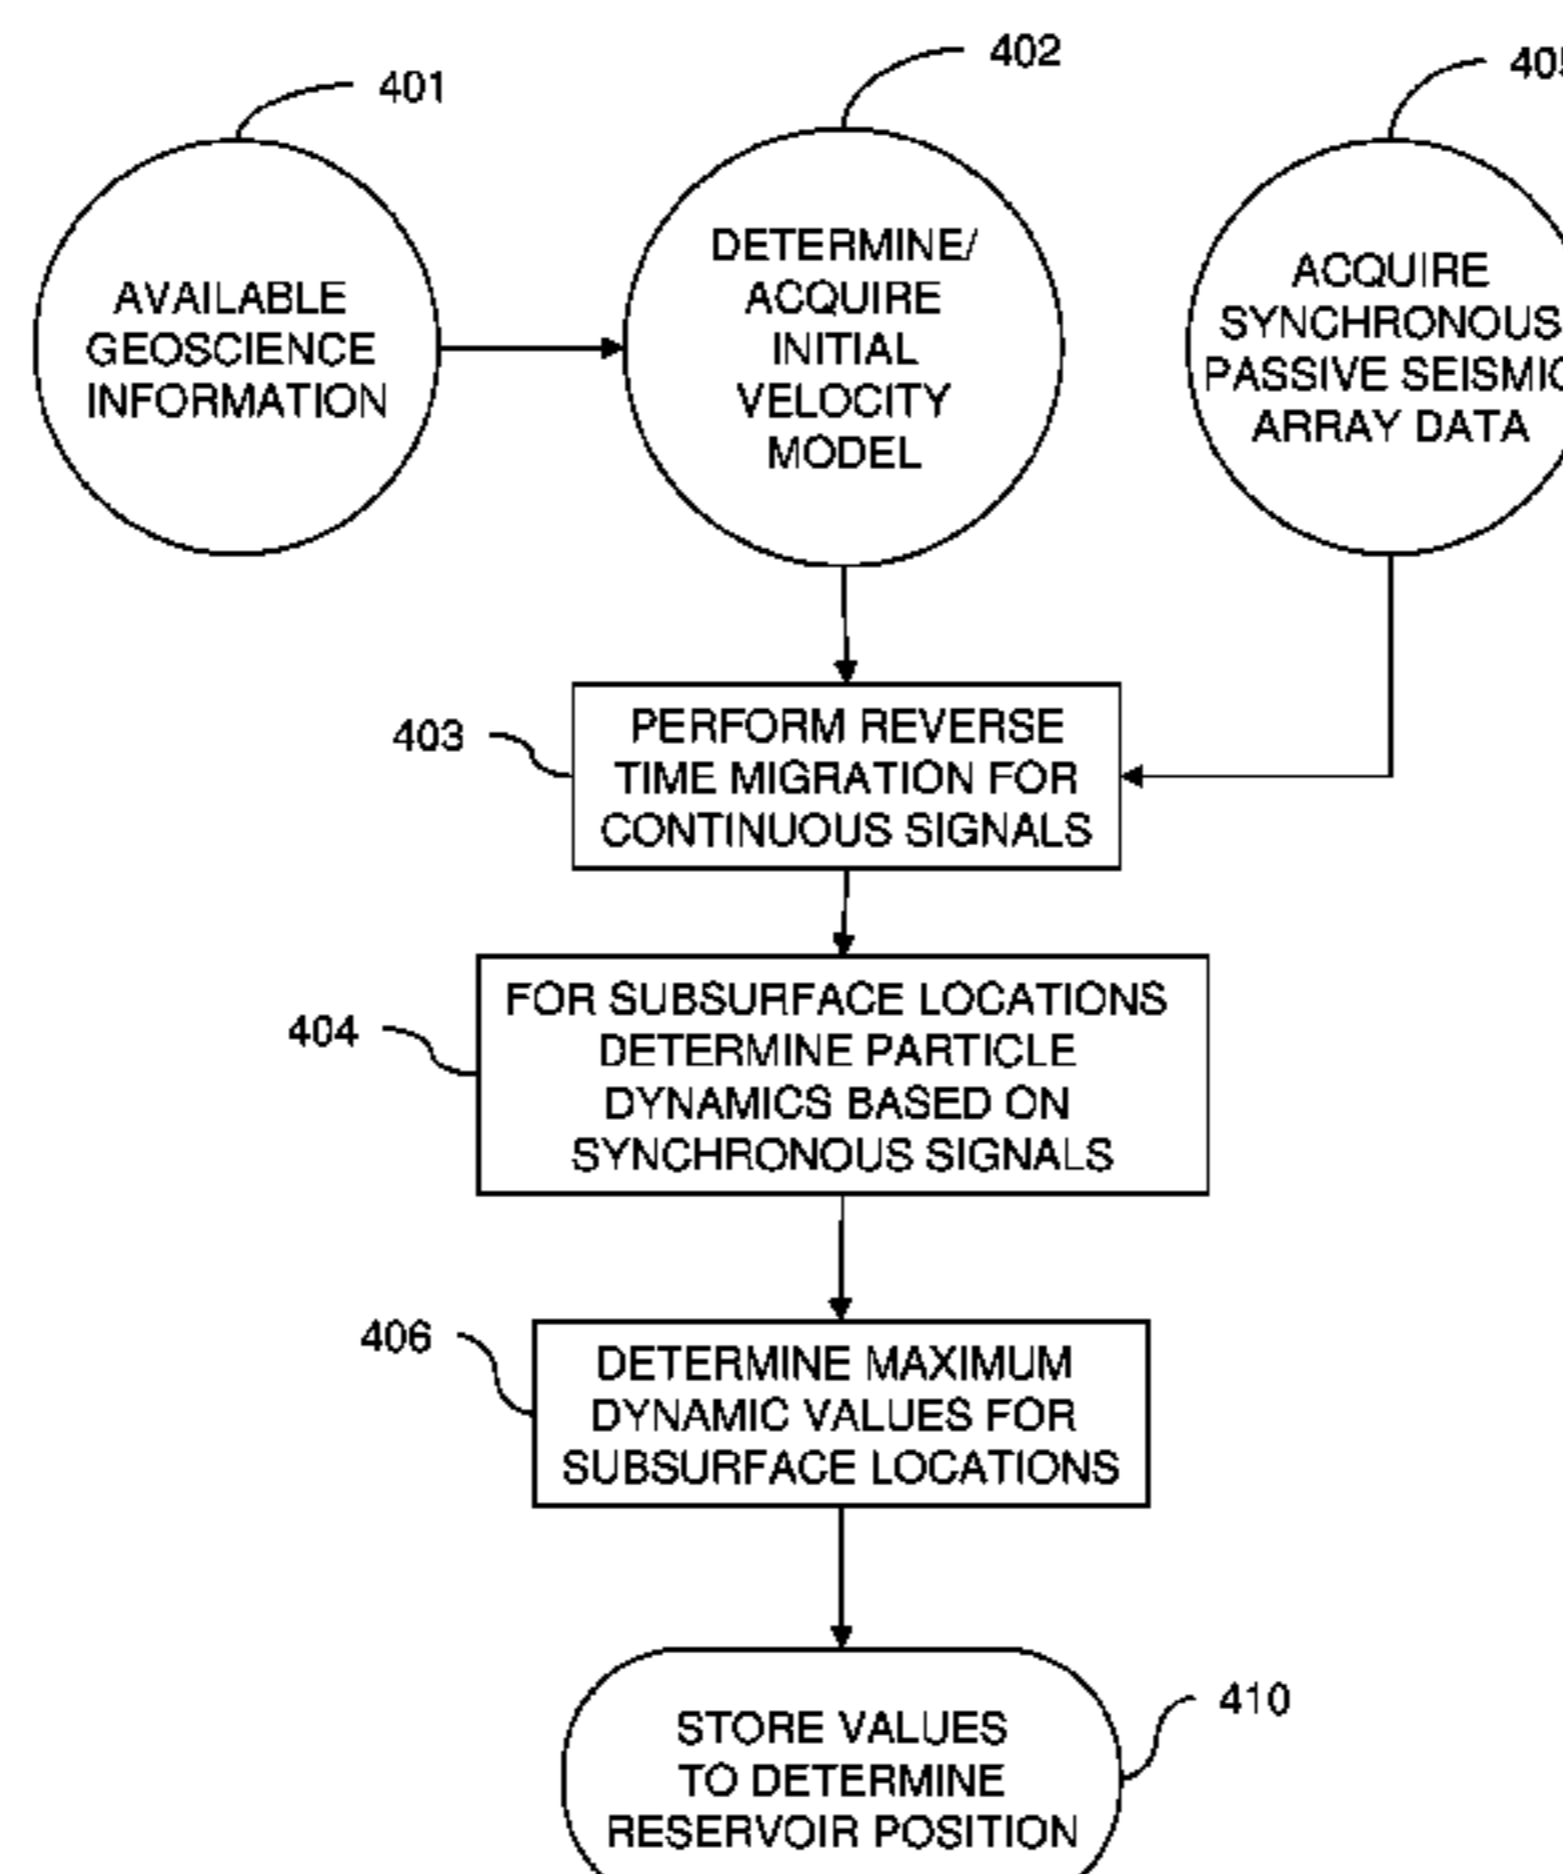 401
402
AVAILABLE
GEOSCIENCE
INFORMATION
DETERMINE/
ACQUIRE
INITIAL
VELOCITY
MODEL
ACQUIRE
SYNCHRONOUS
PASSIVE SEISMIC
ARRAY DATA
403
PERFORM REVERSE
TIME MIGRATION FOR
CONTINUOUS SIGNALS
404
FOR SUBSURFACE LOCATIONS
DETERMINE PARTICLE
DYNAMICS BASED ON
SYNCHRONOUS SIGNALS
406
DETERMINE MAXIMUM
DYNAMIC VALUES FOR
SUBSURFACE LOCATIONS
410
STORE VALUES
TO DETERMINE
RESERVOIR POSITION